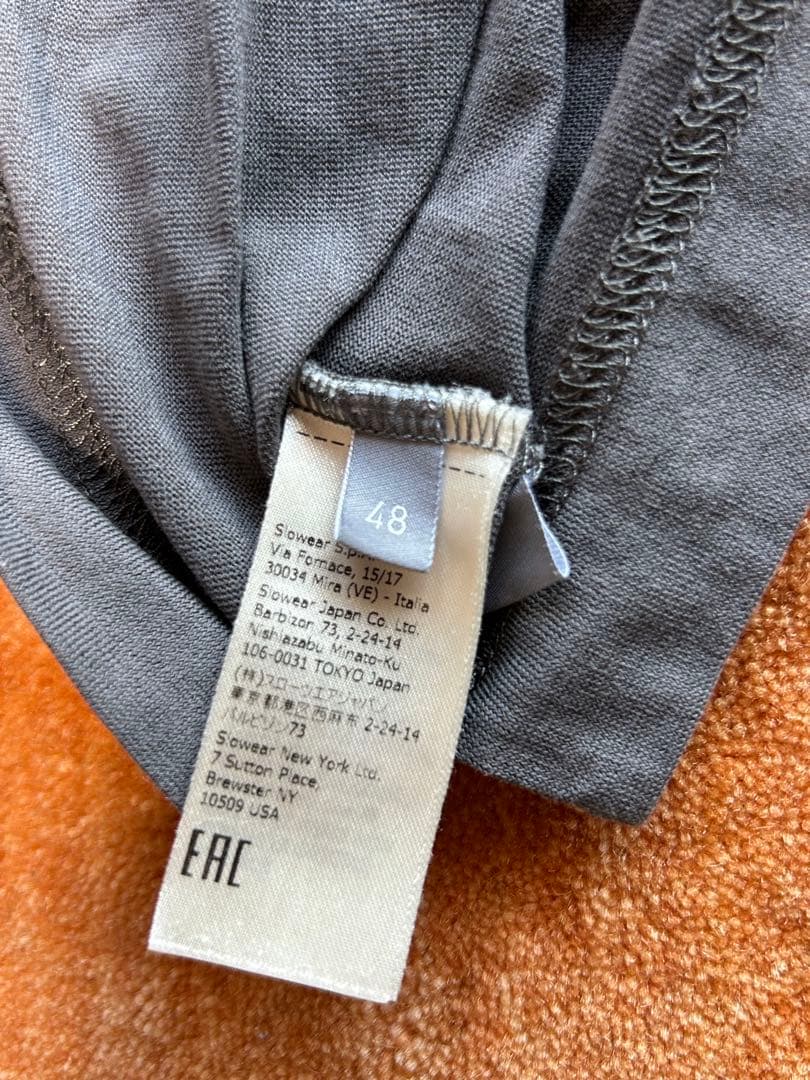 48
Slowear S.p.A.
Via Fornace, 15/17
30034 Mira (VE) - Italia
Slowear Japan Co. Ltd.
Barbizon 73, 2-24-14
Nishiazabu Minato-Ku
106-0031 TOKYO Japan
(株)スローウエアジャパン
東京都港区西麻布 2-24-14
バルビゾン73
Slowear New York Ltd.
7 Sutton Place,
Brewster NY
10509 USA
EAC